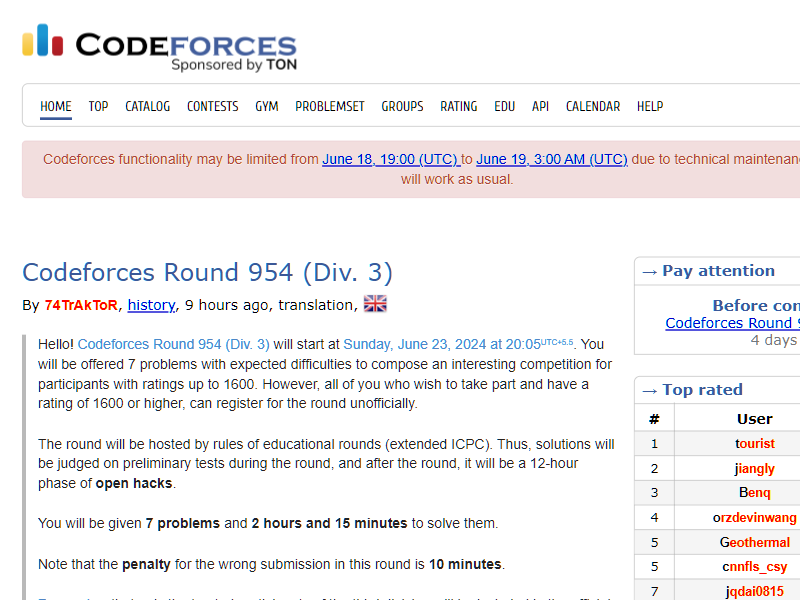 CODEFORCES
Sponsored by TON
HOME TOP CATALOG CONTESTS GYM PROBLEMSET GROUPS RATING EDU API CALENDAR HELP
Codeforces functionality may be limited from June 18, 19:00 (UTC) to June 19, 3:00 AM (UTC) due to technical
will work as usual.
Codeforces Round 954 (Div. 3)
By 74TrAkToR, history, 9 hours ago, translation,
Hello! Codeforces Round 954 (Div. 3) will start at Sunday, June 23, 2024 at 20:05UTC+5.5. You
will be offered 7 problems with expected difficulties to compose an interesting competition for
participants with ratings up to 1600. However, all of you who wish to take part and have a
rating of 1600 or higher, can register for the round unofficially.
The round will be hosted by rules of educational rounds (extended ICPC). Thus, solutions will
be judged on preliminary tests during the round, and after the round, it will be a 12-hour
phase of open hacks.
You will be given 7 problems and 2 hours and 15 minutes to solve them.
Note that the penalty for the wrong submission in this round is 10 minutes.
→ Pay attention
Before
Codeforces Round
4 days
→ Top rated
# User
1 tourist
2 jiangly
3 Benq
4 orzdevinwang
5 Geothermal
5 cnnfls_csy
7 jqdai0815